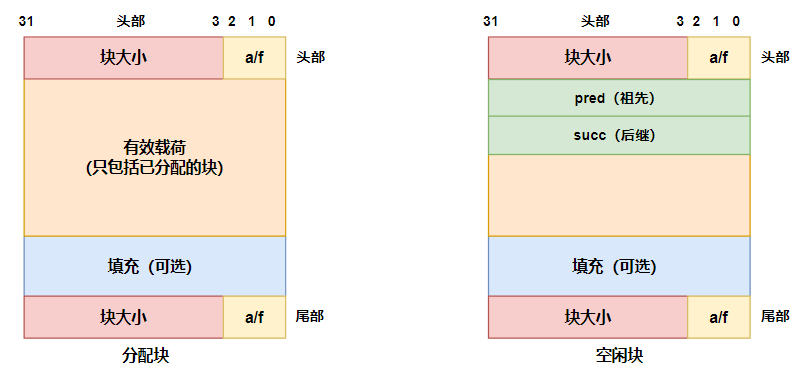 31 头部 3 2 1 0
块大小 a/f 头部
有效载荷
(只包括已分配的块)
填充（可选）
块大小 a/f 尾部
分配块
31 头部 3 2 1 0
块大小 a/f 头部
pred（祖先）
succ（后继）
填充（可选）
块大小 a/f 尾部
空闲块